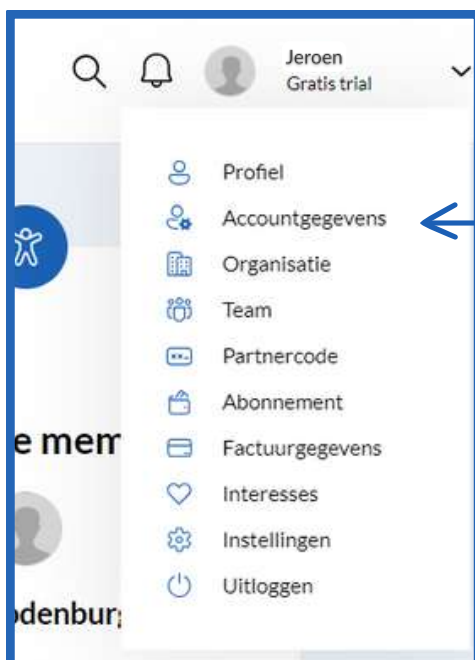 Jeroen
Gratis trial
Profiel
Accountgegevens
Organisatie
Team
Partnercode
Abonnement
e mem
Factuurgegevens
Interesses
Instellingen
Uitloggen
odenbur